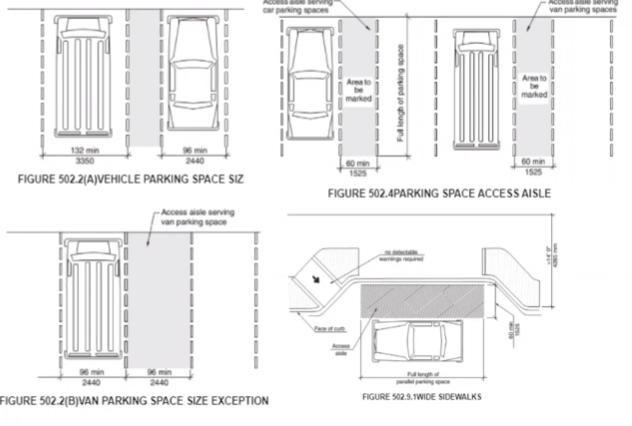 Access aisle serving
car parking spaces
Access aisle serving
van parking spaces
Area to
be
marked
Full length of parking space
Area to
be
marked
132 min
3350
96 min
2440
60 min
1525
60 min
1525
FIGURE 502.2(A)VEHICLE PARKING SPACE SIZ
FIGURE 502.4PARKING SPACE ACCESS AISLE
Access aisle serving
van parking space
no detectable
warnings required
Face of curb
Access
aisle
60 min
1525
Full length of
parallel parking space
96 min
2440
96 min
2440
FIGURE 502.2(B)VAN PARKING SPACE SIZE EXCEPTION
FIGURE 502.9.1WIDE SIDEWALKS